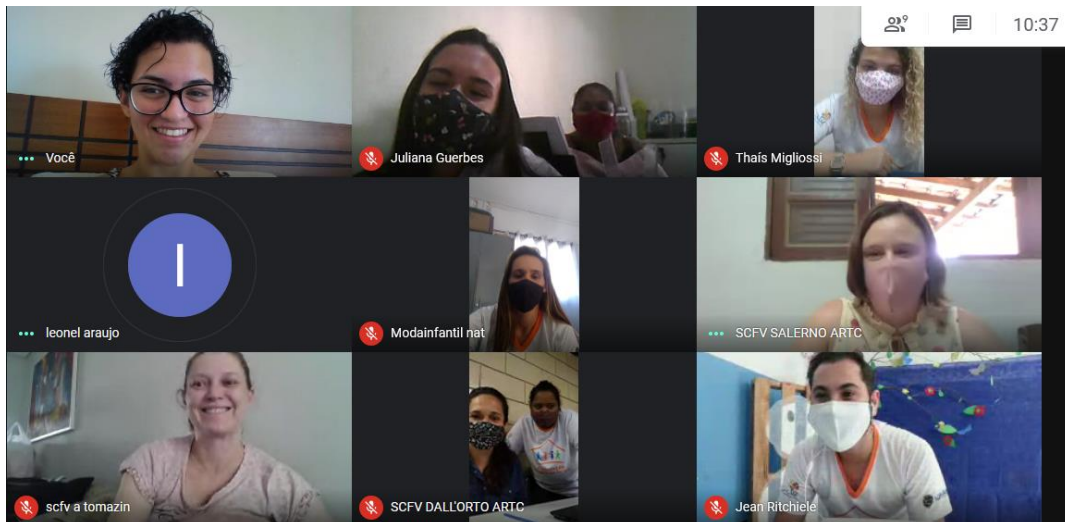 9
10:37
Você
Juliana Guerbes
Thaís Migliossi
l
leonel araujo
Modainfantil nat
SCFV SALERNO ARTC
scfv a tomazin
SCFV DALL'ORTO ARTC
Jean Ritchiele